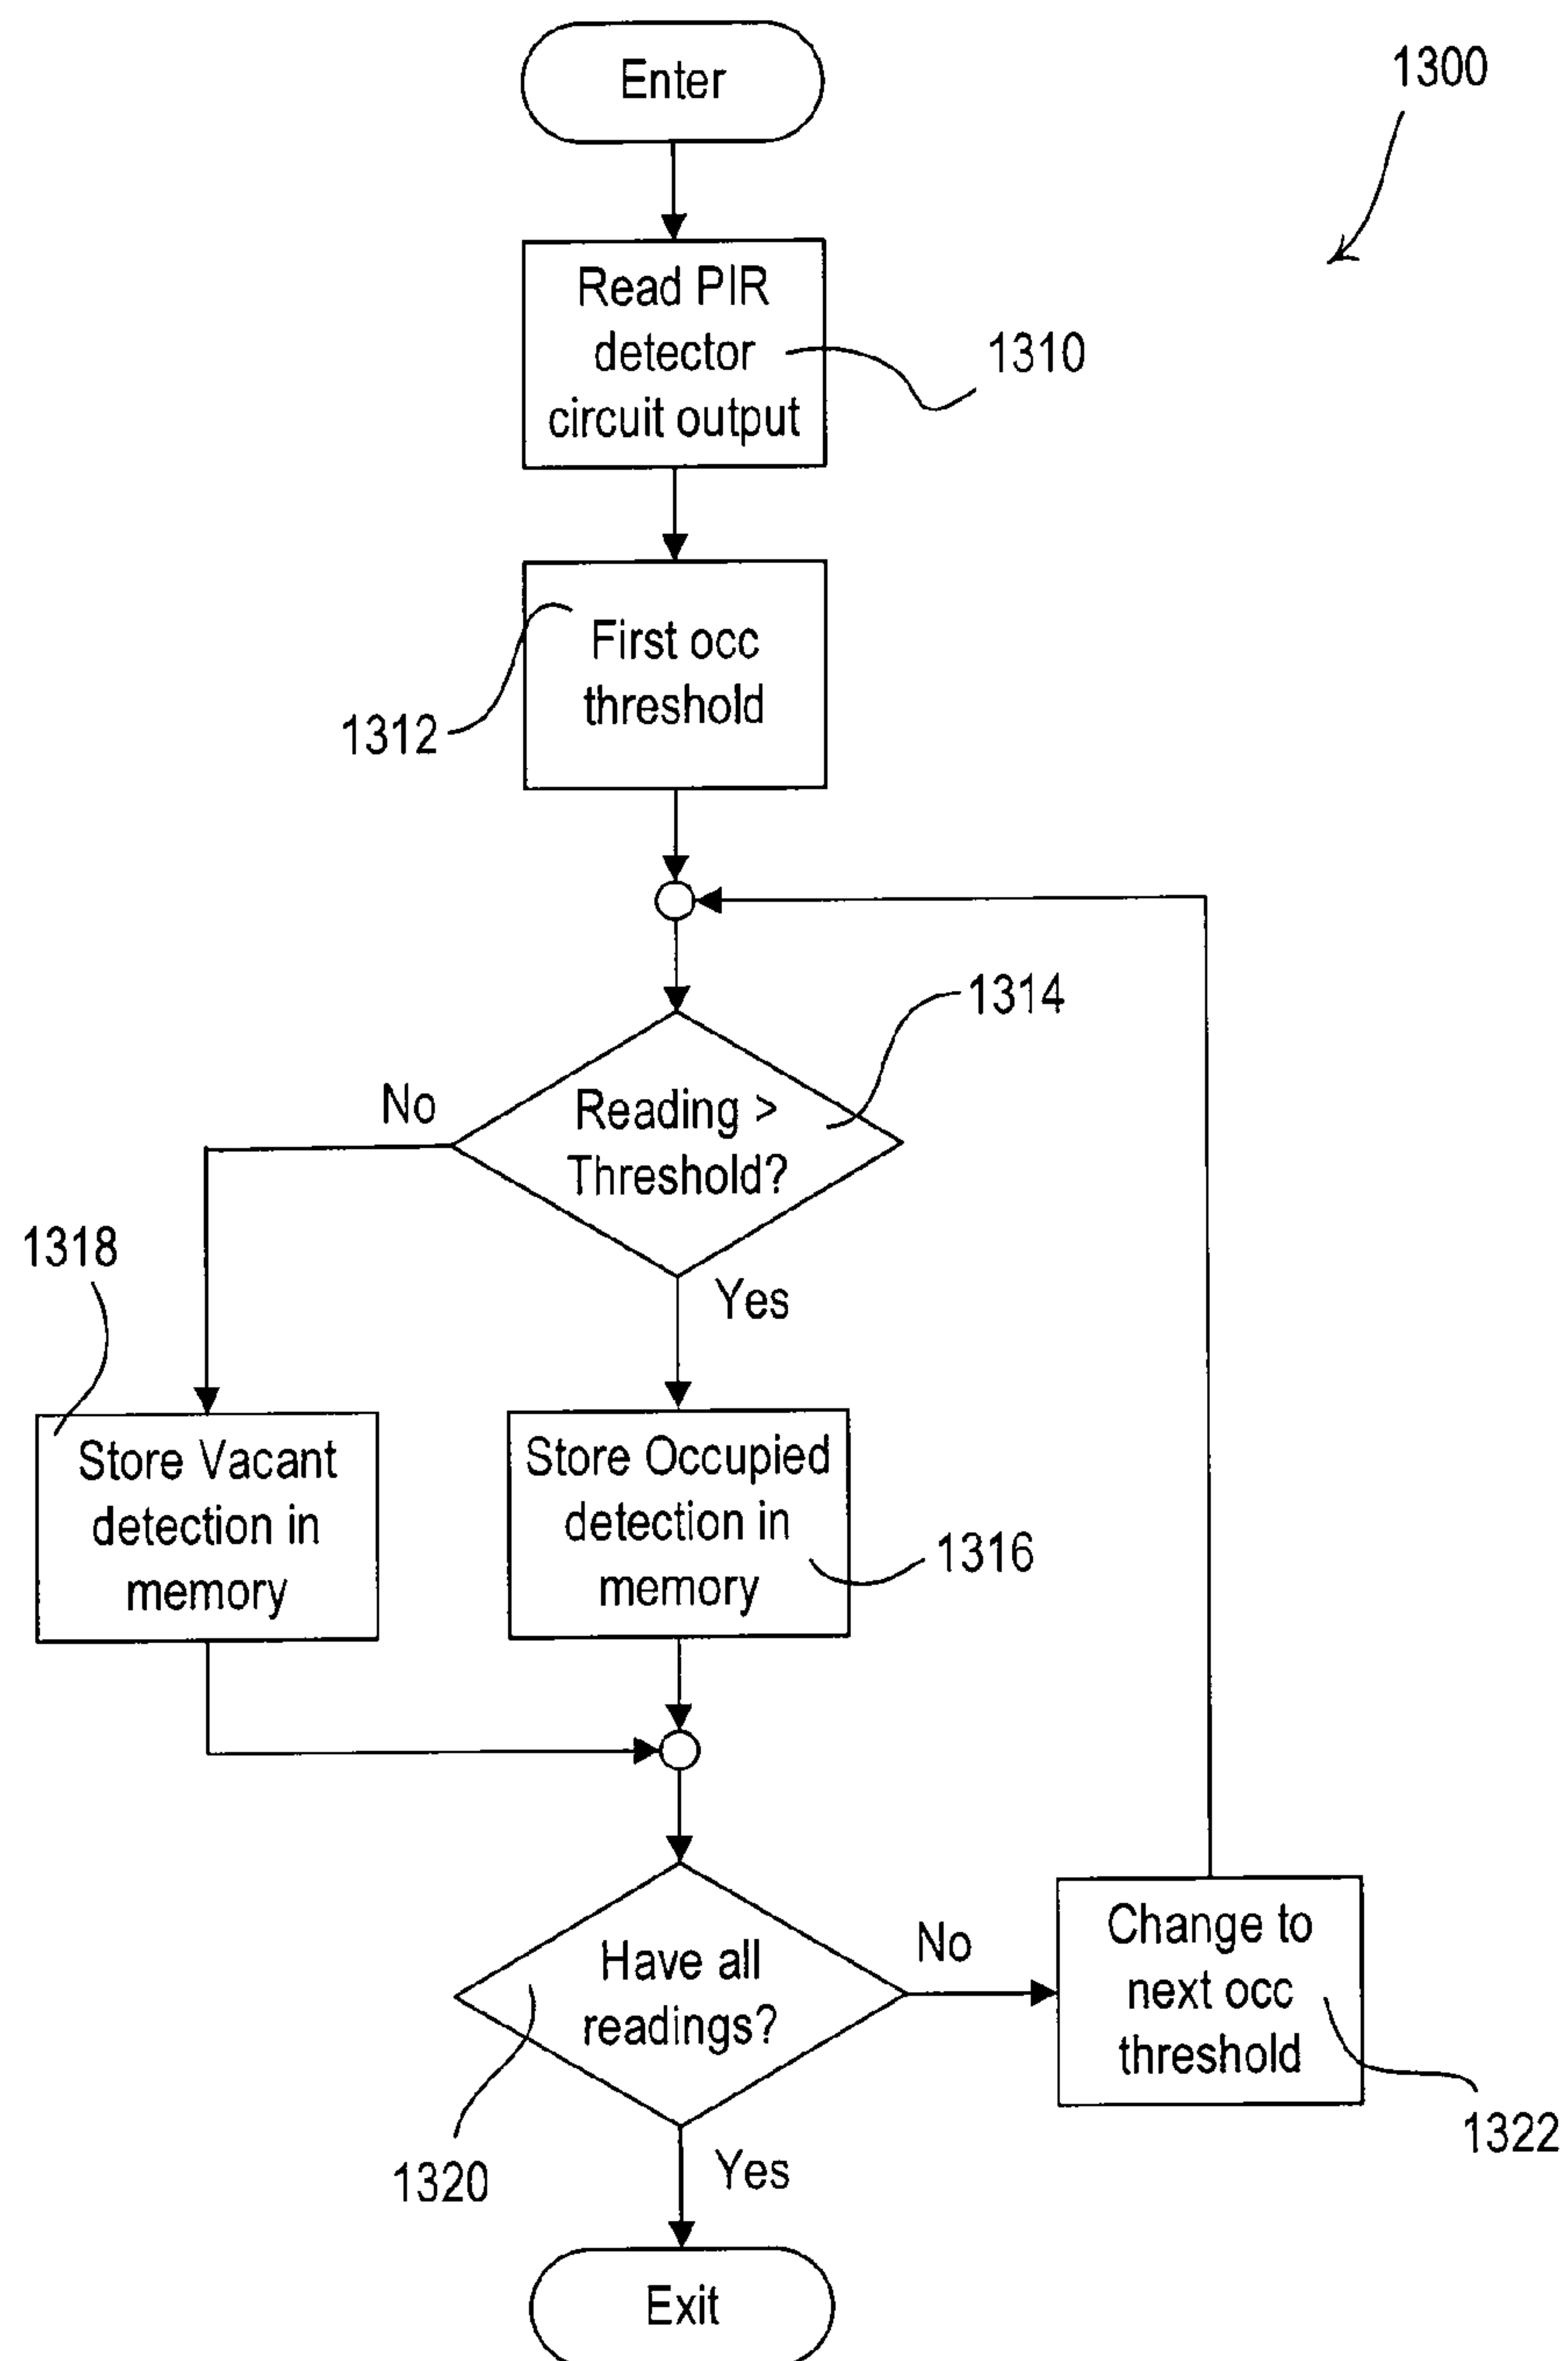 Enter
1300
Read PIR
detector
circuit output
1310
First occ
threshold
1312
1314
Reading >
Threshold?
No
Yes
1318
Store Vacant
detection in
memory
Store Occupied
detection in
memory
1316
Have all
readings?
No
Change to
next occ
threshold
1320
Yes
1322
Exit